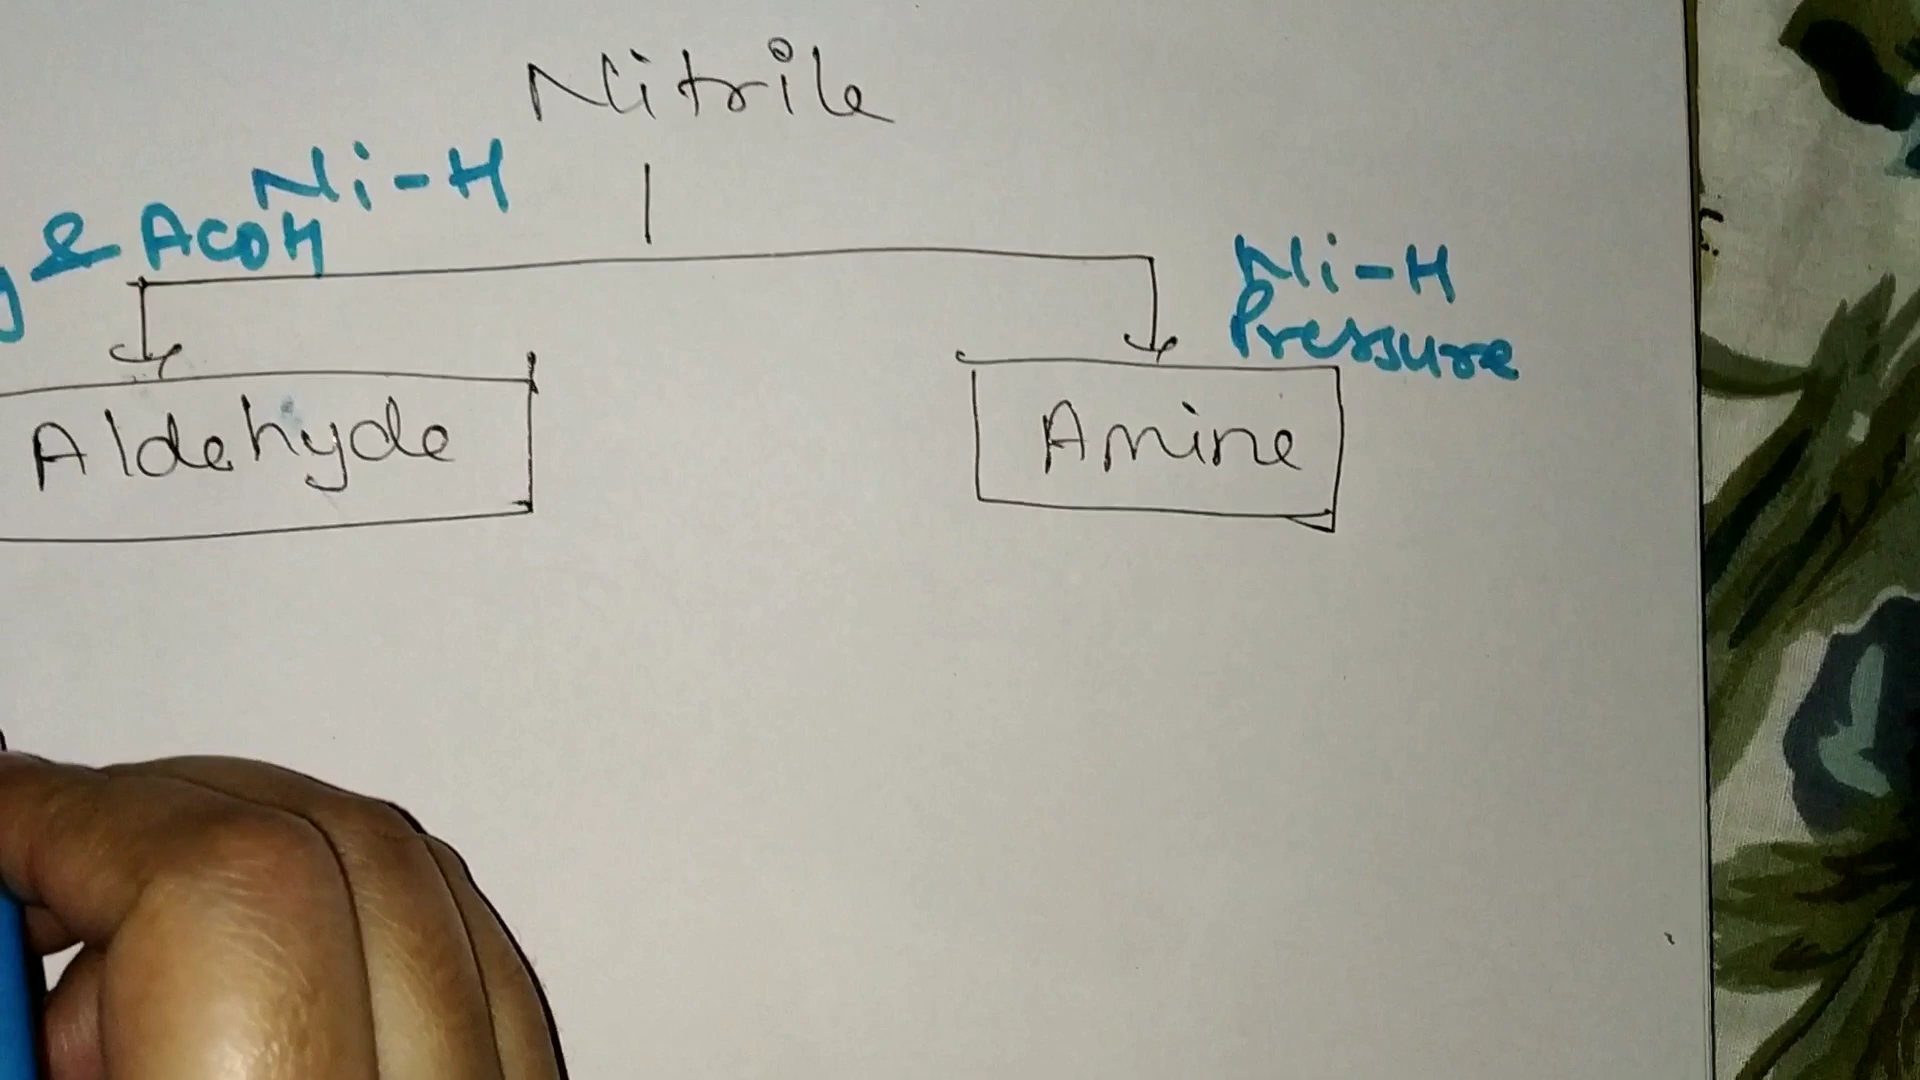 Nitrile
Ni-H
& AcOH
Ni-H
Pressure
Aldehyde
Amine